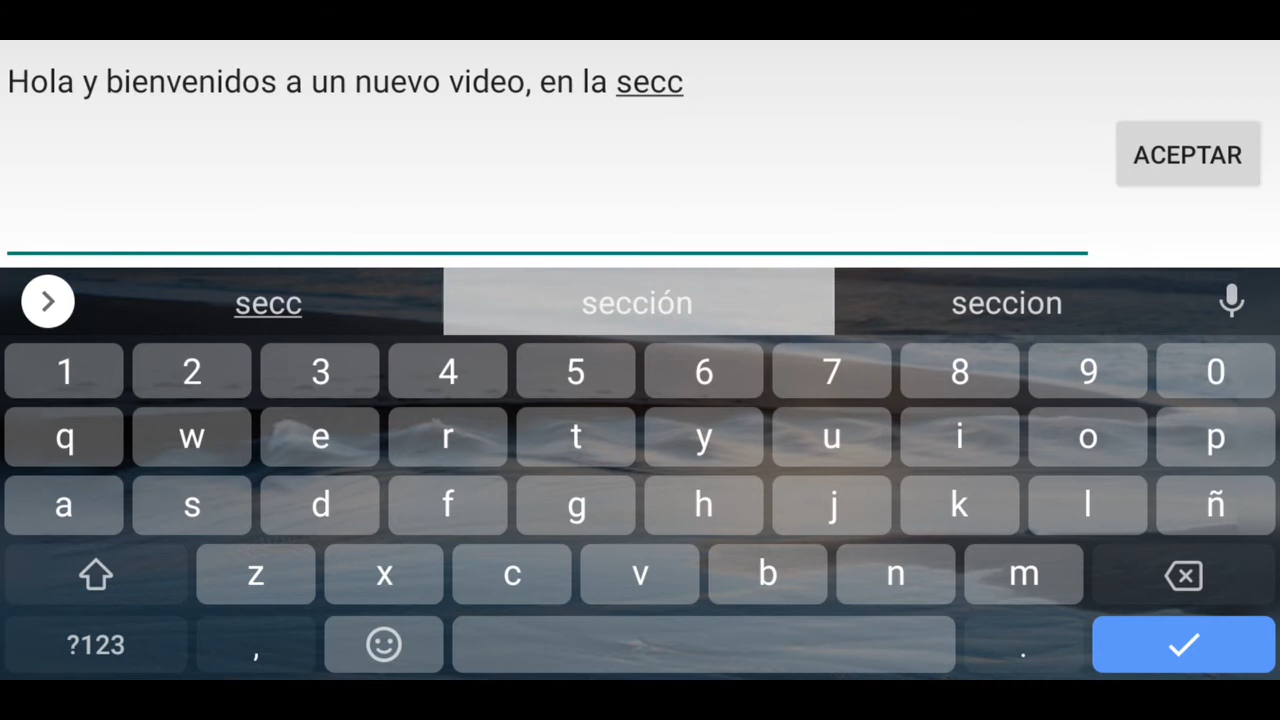 Hola y bienvenidos a un nuevo video, en la secc
ACEPTAR
secc sección seccion
1 2 3 4 5 6 7 8 9 0
q w e r t y u i o p
a s d f g h j k l ñ
z x c v b n m
?123 , .